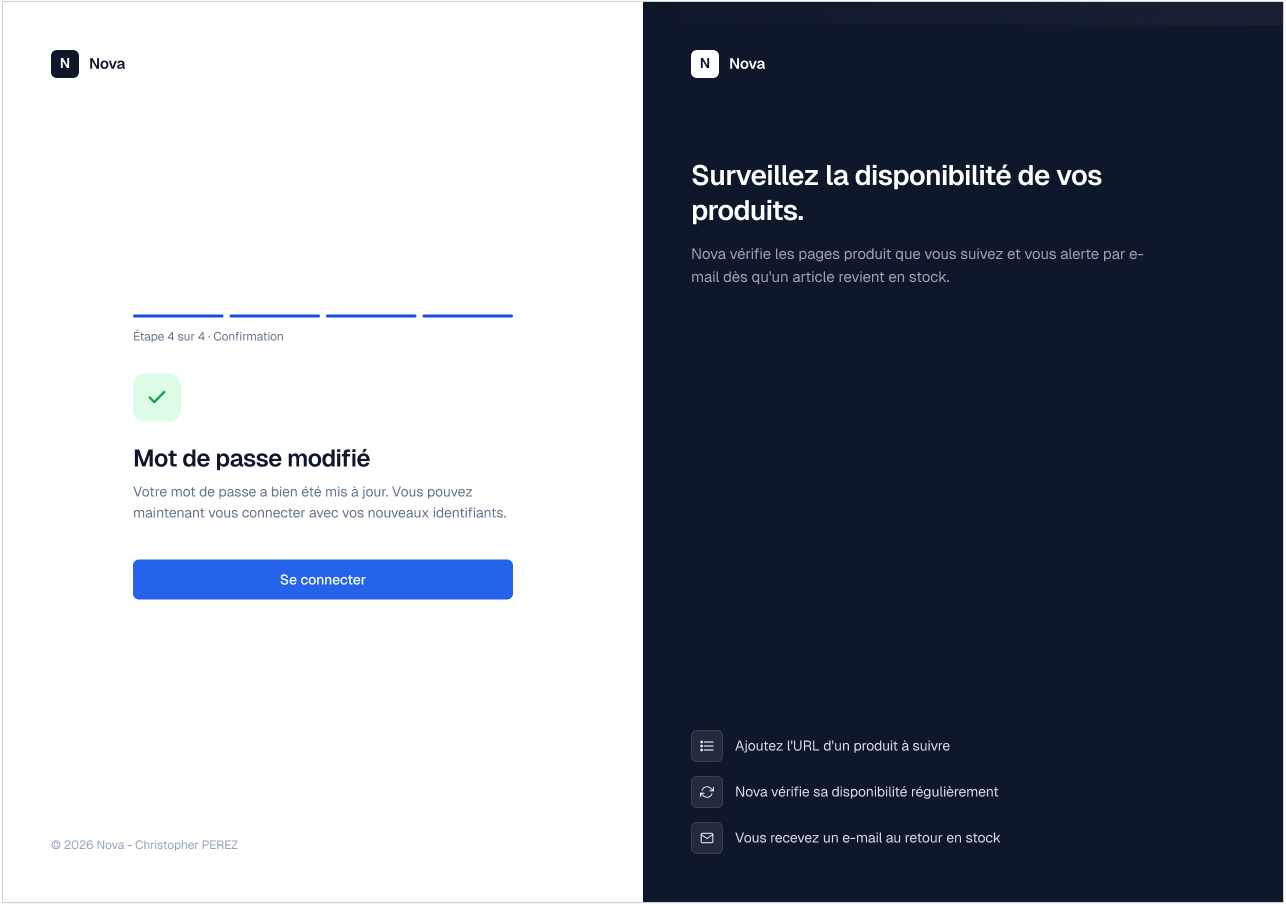 N Nova
Étape 4 sur 4 · Confirmation
Mot de passe modifié
Votre mot de passe a bien été mis à jour. Vous pouvez
maintenant vous connecter avec vos nouveaux identifiants.
Se connecter
© 2026 Nova - Christopher PEREZ
N Nova
Surveillez la disponibilité de vos
produits.
Nova vérifie les pages produit que vous suivez et vous alerte par e-
mail dès qu'un article revient en stock.
Ajoutez l'URL d'un produit à suivre
Nova vérifie sa disponibilité régulièrement
Vous recevez un e-mail au retour en stock